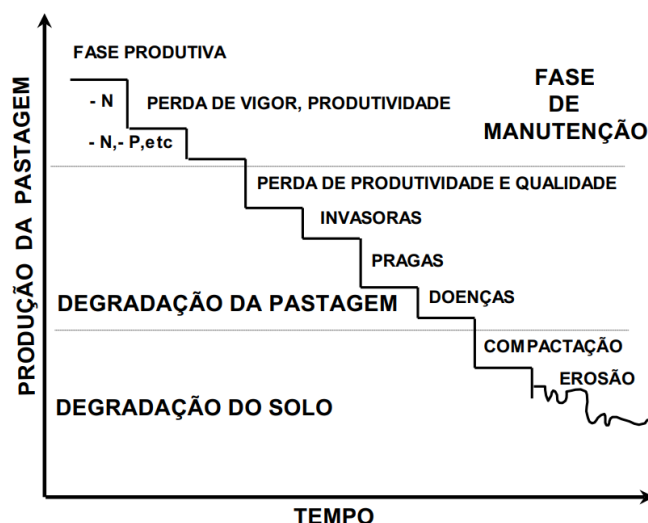 PRODUÇÃO DA PASTAGEM
FASE PRODUTIVA
FASE
DE
MANUTENÇÃO
- N
PERDA DE VIGOR, PRODUTIVIDADE
- N,- P,etc
PERDA DE PRODUTIVIDADE E QUALIDADE
INVASORAS
PRAGAS
DEGRADAÇÃO DA PASTAGEM
DOENÇAS
COMPACTAÇÃO
EROSÃO
DEGRADAÇÃO DO SOLO
TEMPO